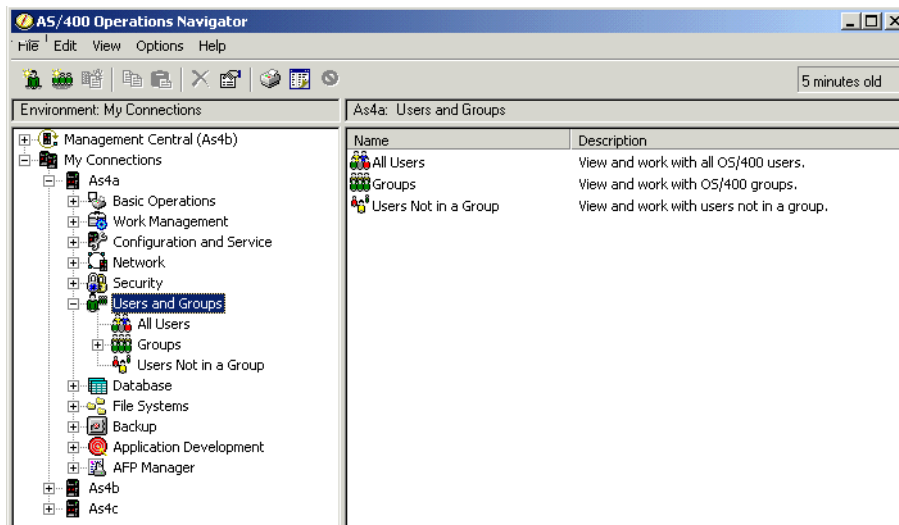 AS/400 Operations Navigator
File Edit View Options Help
5 minutes old
Environment: My Connections
As4a: Users and Groups
Management Central (As4b)
My Connections
As4a
Basic Operations
Work Management
Configuration and Service
Network
Security
Users and Groups
All Users
Groups
Users Not in a Group
Database
File Systems
Backup
Application Development
AFP Manager
As4b
As4c
Name Description
All Users View and work with all OS/400 users.
Groups View and work with OS/400 groups.
Users Not in a Group View and work with users not in a group.